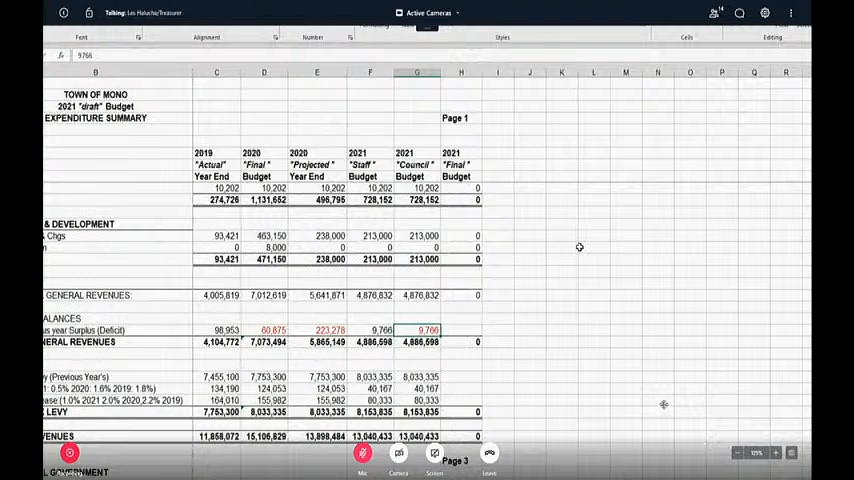 Talking: Les Halucha/Treasurer
Active Cameras
14
Font Alignment Number Styles Cells Editing
fx 9766
B C D E F G H I J K L M N O P Q R
TOWN OF MONO
2021 "draft" Budget
EXPENDITURE SUMMARY Page 1
2019 2020 2020 2021 2021 2021
"Actual" "Final" "Projected" "Staff" "Council" "Final"
Year End Budget Year End Budget Budget Budget
10,202 10,202 10,202 10,202 10,202 0
274,726 1,131,652 496,795 728,152 728,152 0
& DEVELOPMENT
& Chgs 93,421 463,150 238,000 213,000 213,000 0
0 8,000 0 0 0 0
93,421 471,150 238,000 213,000 213,000 0
GENERAL REVENUES: 4,005,819 7,012,619 5,641,871 4,876,832 4,876,832 0
ALANCES
us year Surplus (Deficit) 98,953 60,875 223,278 9,766 9,766
NERAL REVENUES 4,104,772 7,073,494 5,865,149 4,886,598 4,886,598 0
y (Previous Year's) 7,455,100 7,753,300 7,753,300 8,033,335 8,033,335
1: 0.5% 2020: 1.6% 2019: 1.8%) 134,190 124,053 124,053 40,167 40,167
ease (1.0% 2021 2.0% 2020,2.2% 2019) 164,010 155,982 155,982 80,333 80,333
X LEVY 7,753,300 8,033,335 8,033,335 8,153,835 8,153,835 0
VENUES 11,858,072 15,106,829 13,898,484 13,040,433 13,040,433 0
125%
Page 3
Mic Camera Screen Leave
L GOVERNMENT